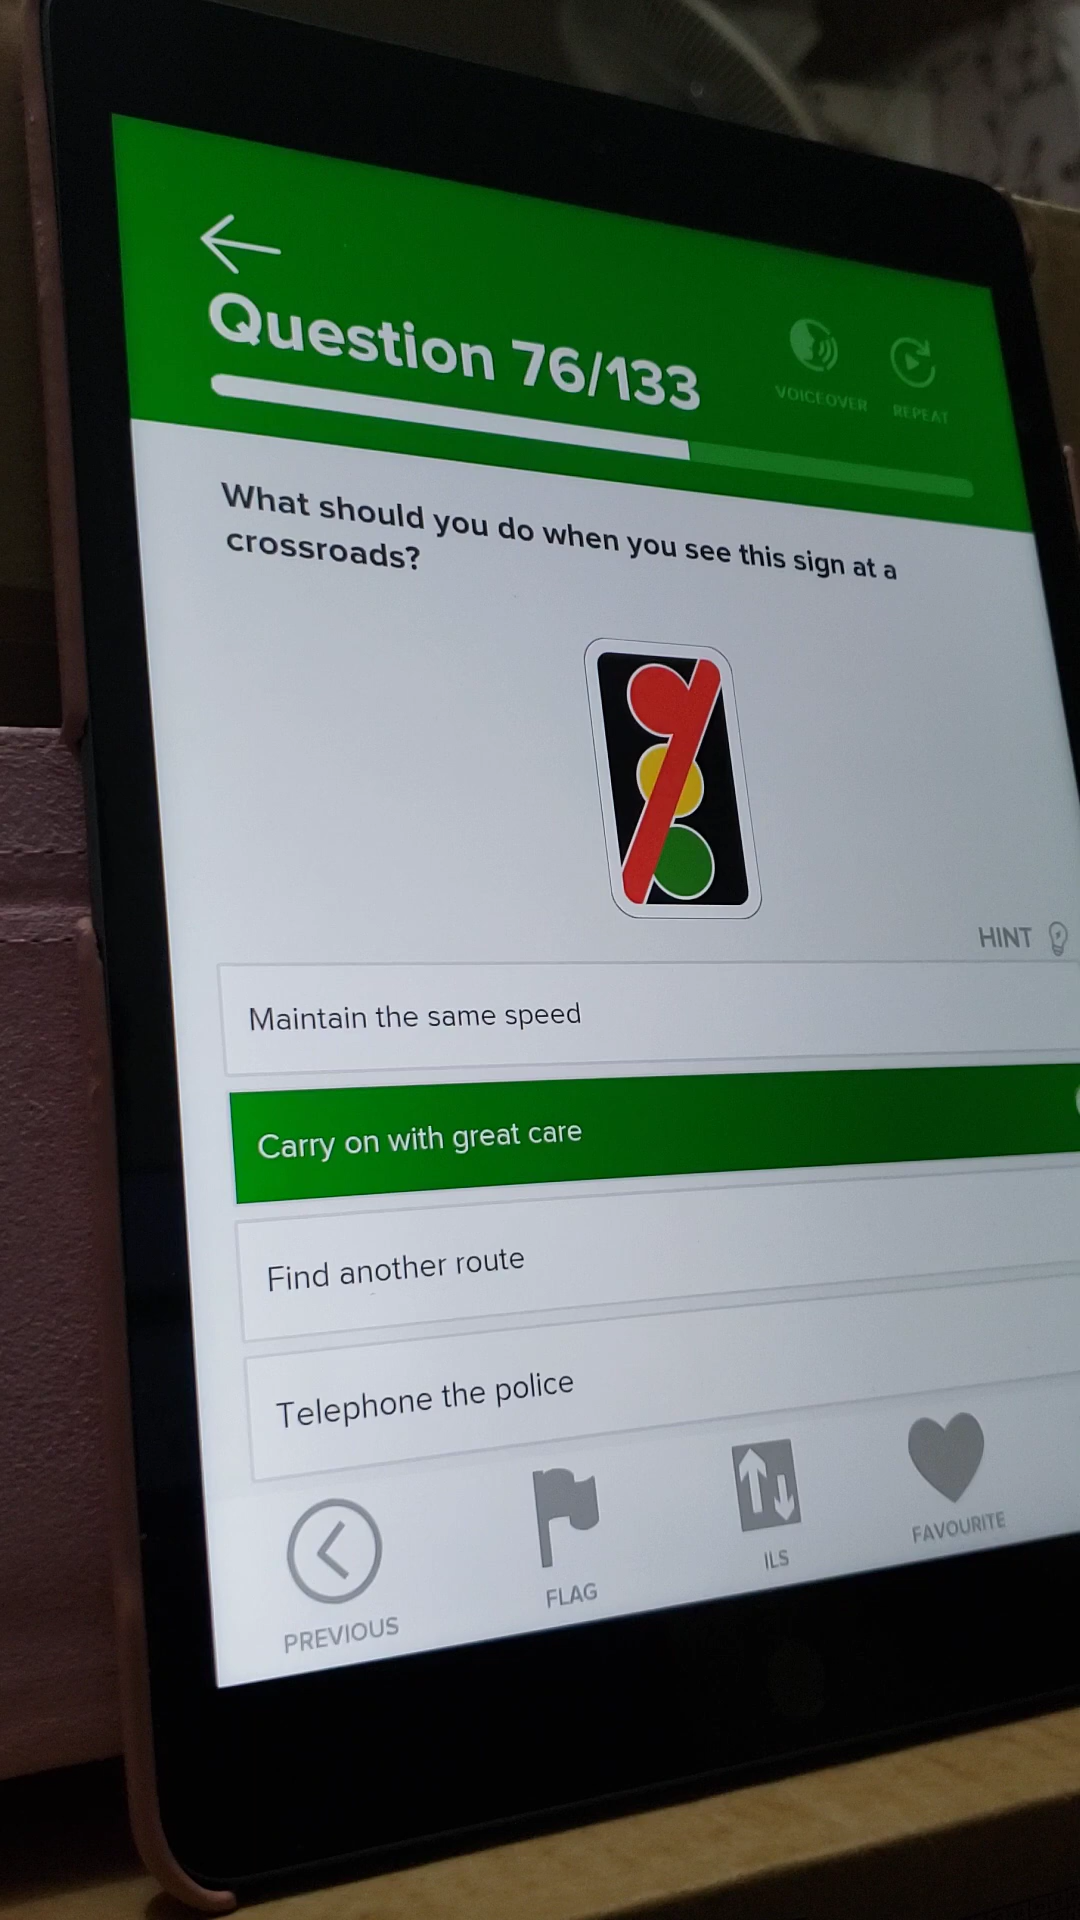 Question 76/133
VOICEOVER
REPEAT
What should you do when you see this sign at a
crossroads?
HINT
Maintain the same speed
Carry on with great care
Find another route
Telephone the police
PREVIOUS
FLAG
ILS
FAVOURITE